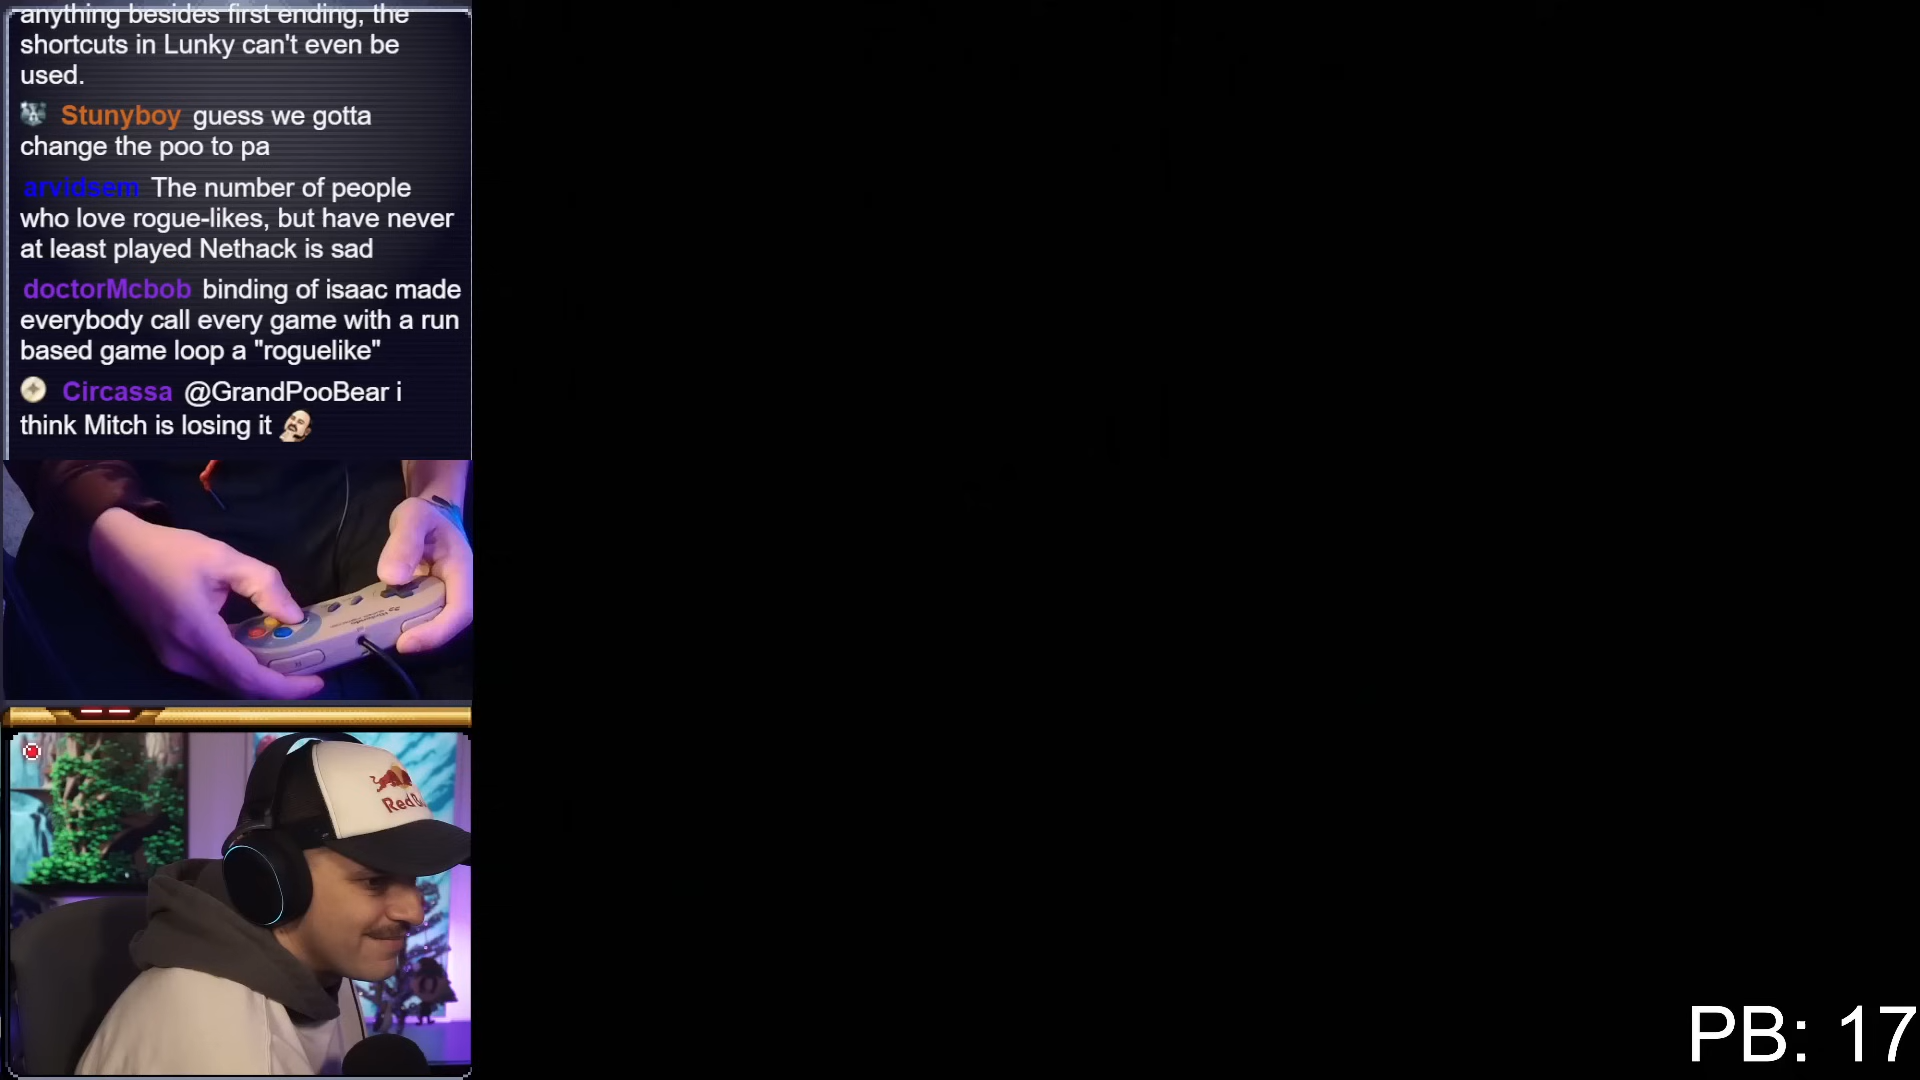 anything besides first ending, the
shortcuts in Lunky can't even be
used.
Stunyboy guess we gotta
change the poo to pa
arvidsem The number of people
who love rogue-likes, but have never
at least played Nethack is sad
doctorMcbob binding of isaac made
everybody call every game with a run
based game loop a "roguelike"
Circassa @GrandPooBear i
think Mitch is losing it
Red B
PB: 17